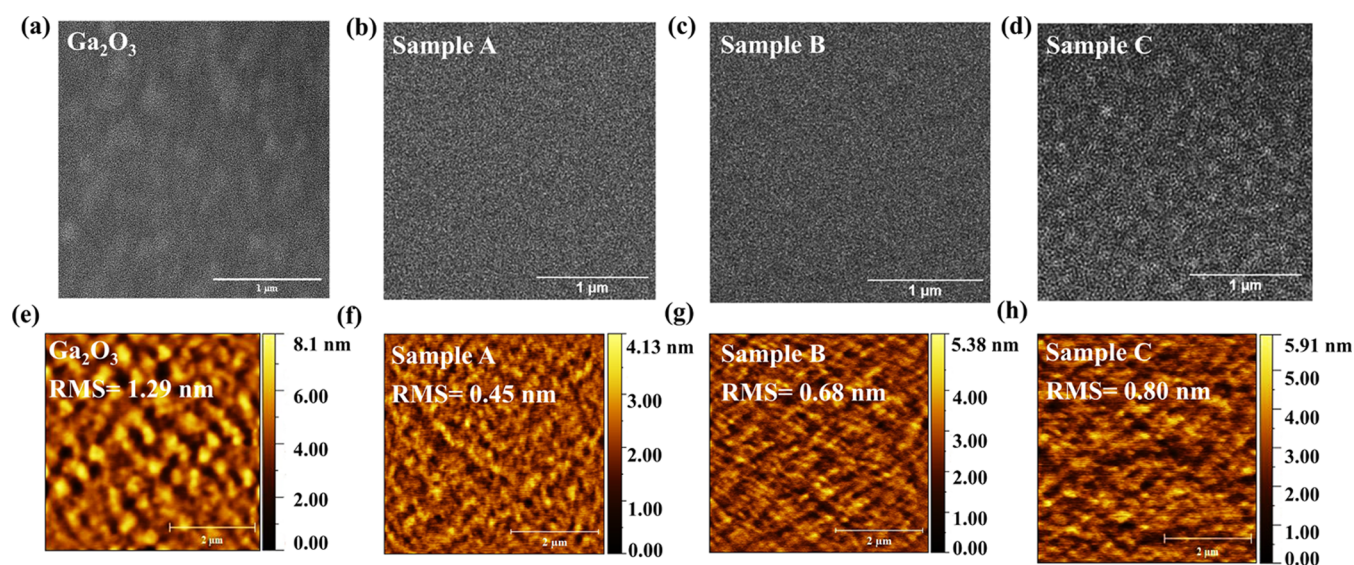 (a)
Ga₂O₃
1 μm
(b)
Sample A
1 μm
(c)
Sample B
1 μm
(d)
Sample C
1 μm
(e)
Ga₂O₃
RMS= 1.29 nm
2 μm
8.1 nm
6.00
4.00
2.00
0.00
(f)
Sample A
RMS= 0.45 nm
2 μm
4.13 nm
3.00
2.00
1.00
0.00
(g)
Sample B
RMS= 0.68 nm
2 μm
5.38 nm
4.00
3.00
2.00
1.00
0.00
(h)
Sample C
RMS= 0.80 nm
2 μm
5.91 nm
5.00
4.00
3.00
2.00
1.00
0.00